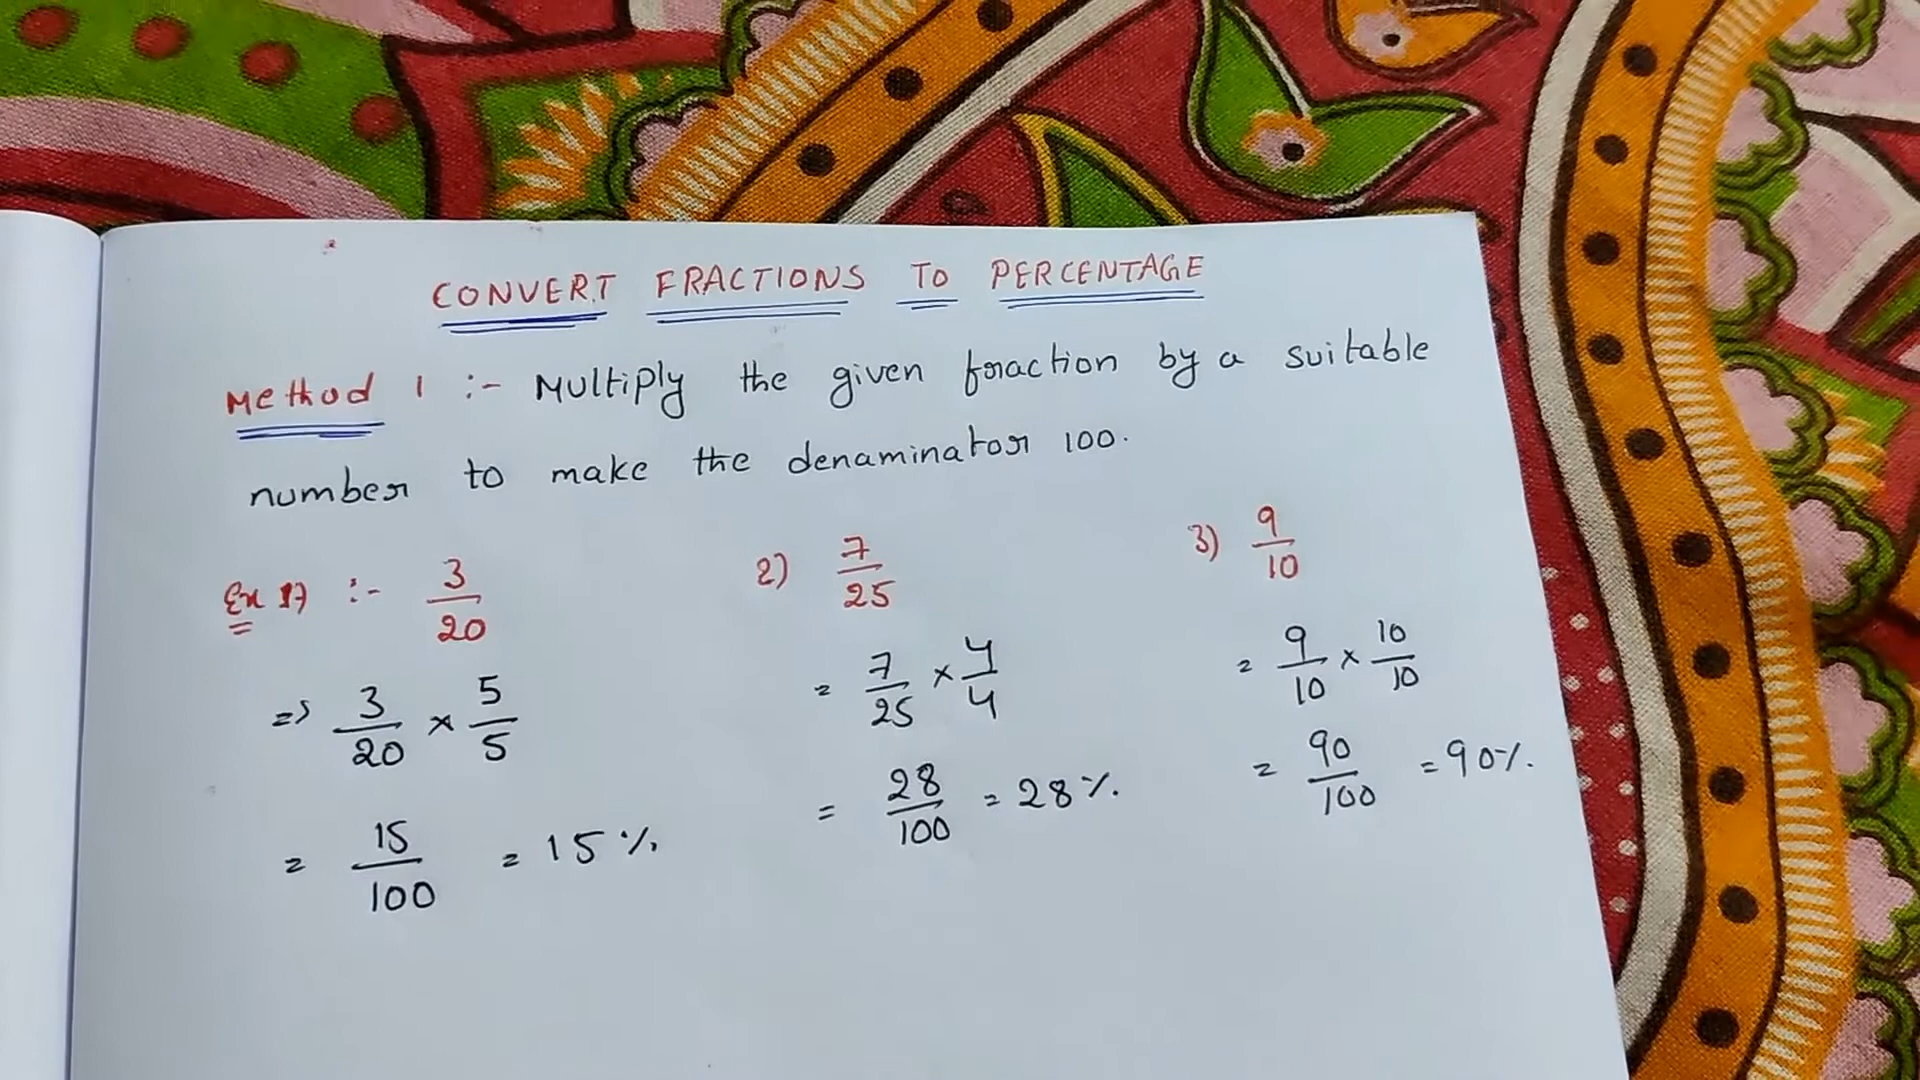 CONVERT FRACTIONS TO PERCENTAGE
Method 1 :- Multiply the given fraction by a suitable
number to make the denaminator 100.
Ex 1) :- 3/20
=> 3/20 × 5/5
= 15/100 = 15%
2) 7/25
= 7/25 × 4/4
= 28/100 = 28%
3) 9/10
= 9/10 × 10/10
= 90/100 = 90%